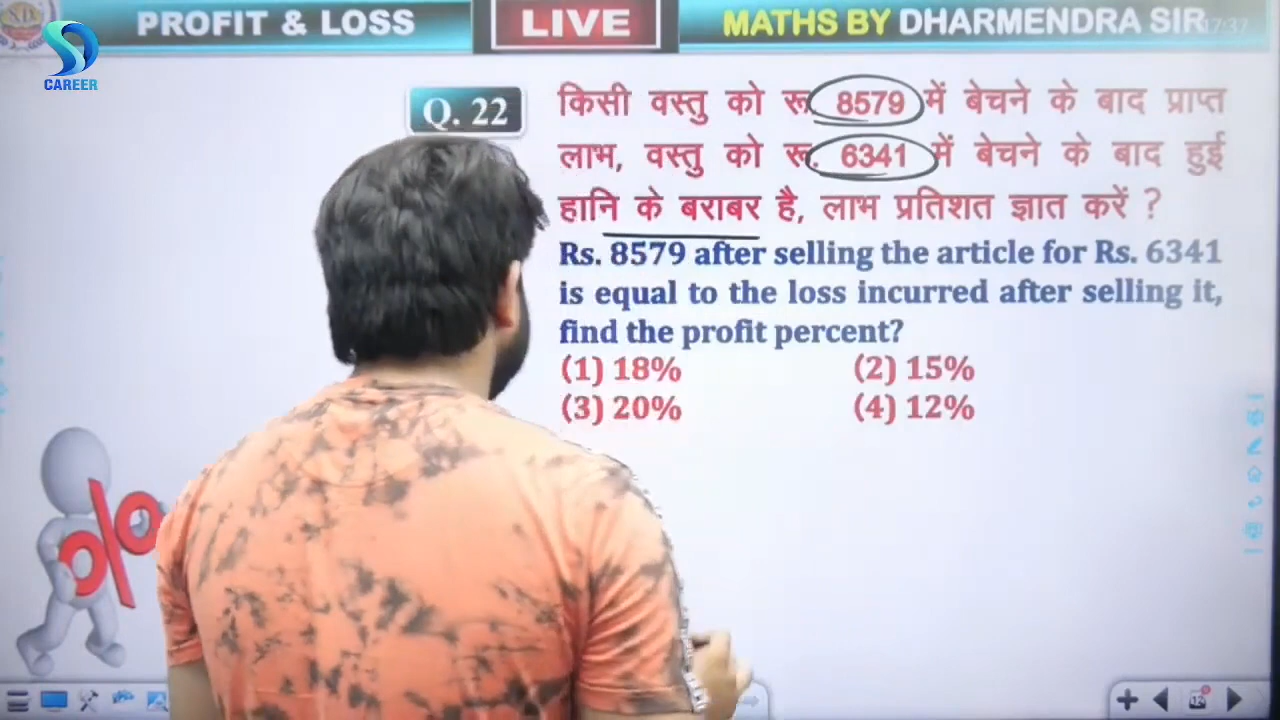 PROFIT & LOSS
LIVE
MATHS BY DHARMENDRA SIR
17:37
CAREER
Q. 22
किसी वस्तु को रू. 8579 में बेचने के बाद प्राप्त
लाभ, वस्तु को रू. 6341 में बेचने के बाद हुई
हानि के बराबर है, लाभ प्रतिशत ज्ञात करें ?
Rs. 8579 after selling the article for Rs. 6341
is equal to the loss incurred after selling it,
find the profit percent?
(1) 18% (2) 15%
(3) 20% (4) 12%
%